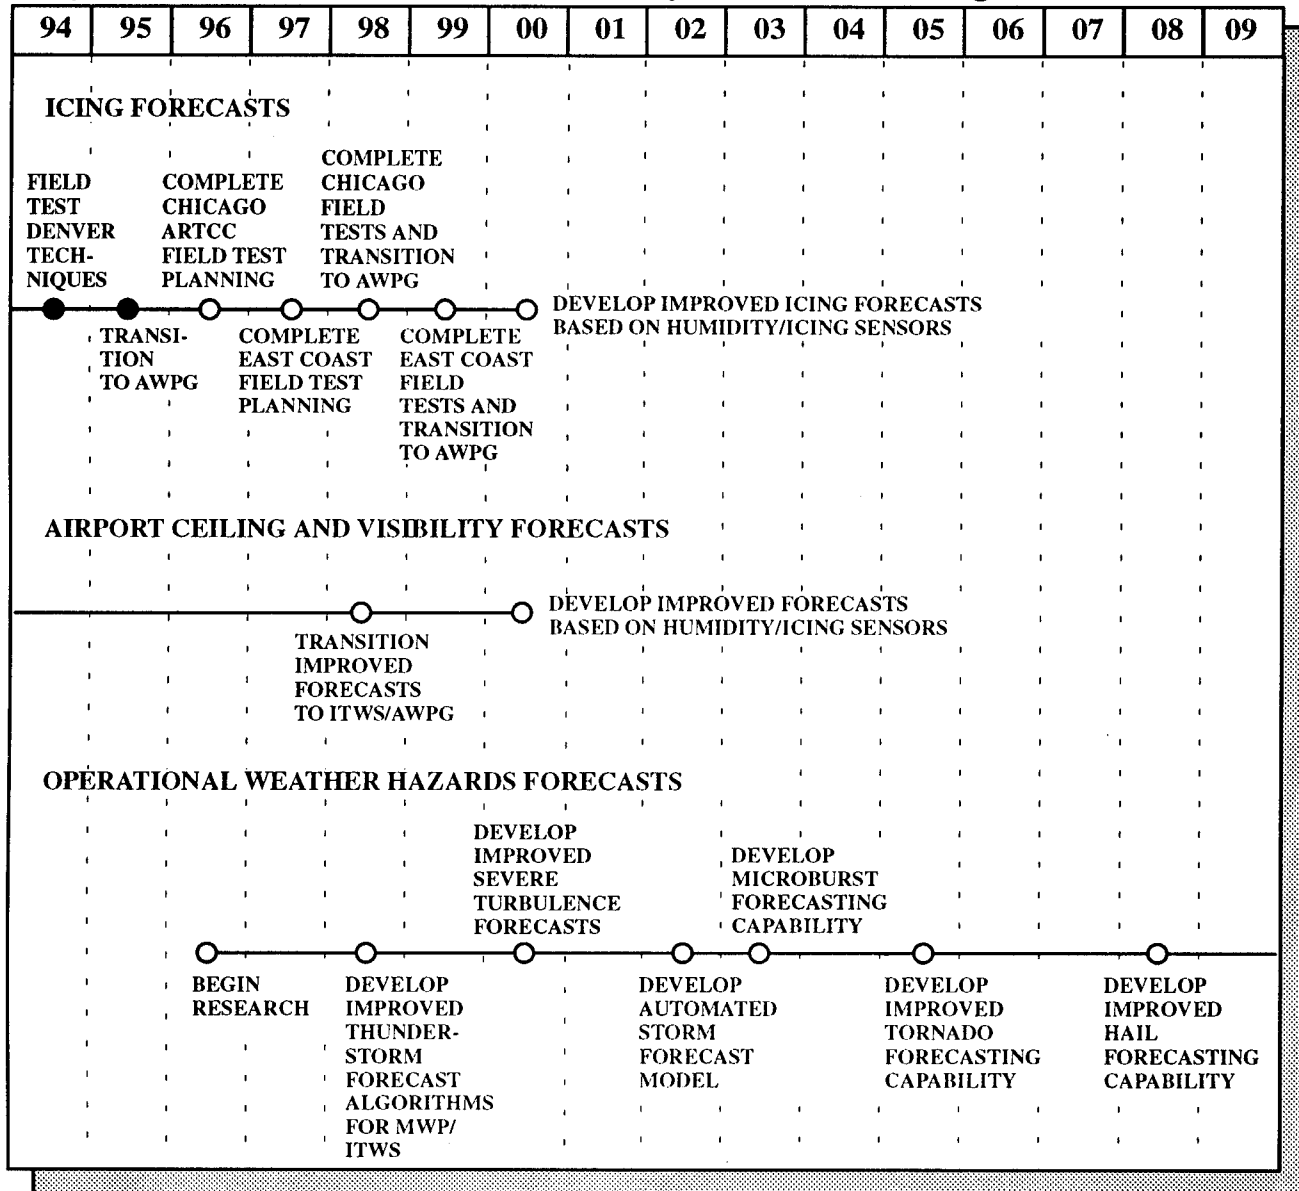 94 95 96 97 98 99 00 01 02 03 04 05 06 07 08 09
ICING FORECASTS
FIELD
TEST
DENVER
TECH-
NIQUES
COMPLETE
CHICAGO
ARTCC
FIELD TEST
PLANNING
COMPLETE
CHICAGO
FIELD
TESTS AND
TRANSITION
TO AWPG
DEVELOP IMPROVED ICING FORECASTS
BASED ON HUMIDITY/ICING SENSORS
TRANSI-
TION
TO AWPG
COMPLETE
EAST COAST
FIELD TEST
PLANNING
COMPLETE
EAST COAST
FIELD
TESTS AND
TRANSITION
TO AWPG
AIRPORT CEILING AND VISIBILITY FORECASTS
DEVELOP IMPROVED FORECASTS
BASED ON HUMIDITY/ICING SENSORS
TRANSITION
IMPROVED
FORECASTS
TO ITWS/AWPG
OPERATIONAL WEATHER HAZARDS FORECASTS
DEVELOP
IMPROVED
SEVERE
TURBULENCE
FORECASTS
DEVELOP
MICROBURST
FORECASTING
CAPABILITY
BEGIN
RESEARCH
DEVELOP
IMPROVED
THUNDER-
STORM
FORECAST
ALGORITHMS
FOR MWP/
ITWS
DEVELOP
AUTOMATED
STORM
FORECAST
MODEL
DEVELOP
IMPROVED
TORNADO
FORECASTING
CAPABILITY
DEVELOP
IMPROVED
HAIL
FORECASTING
CAPABILITY